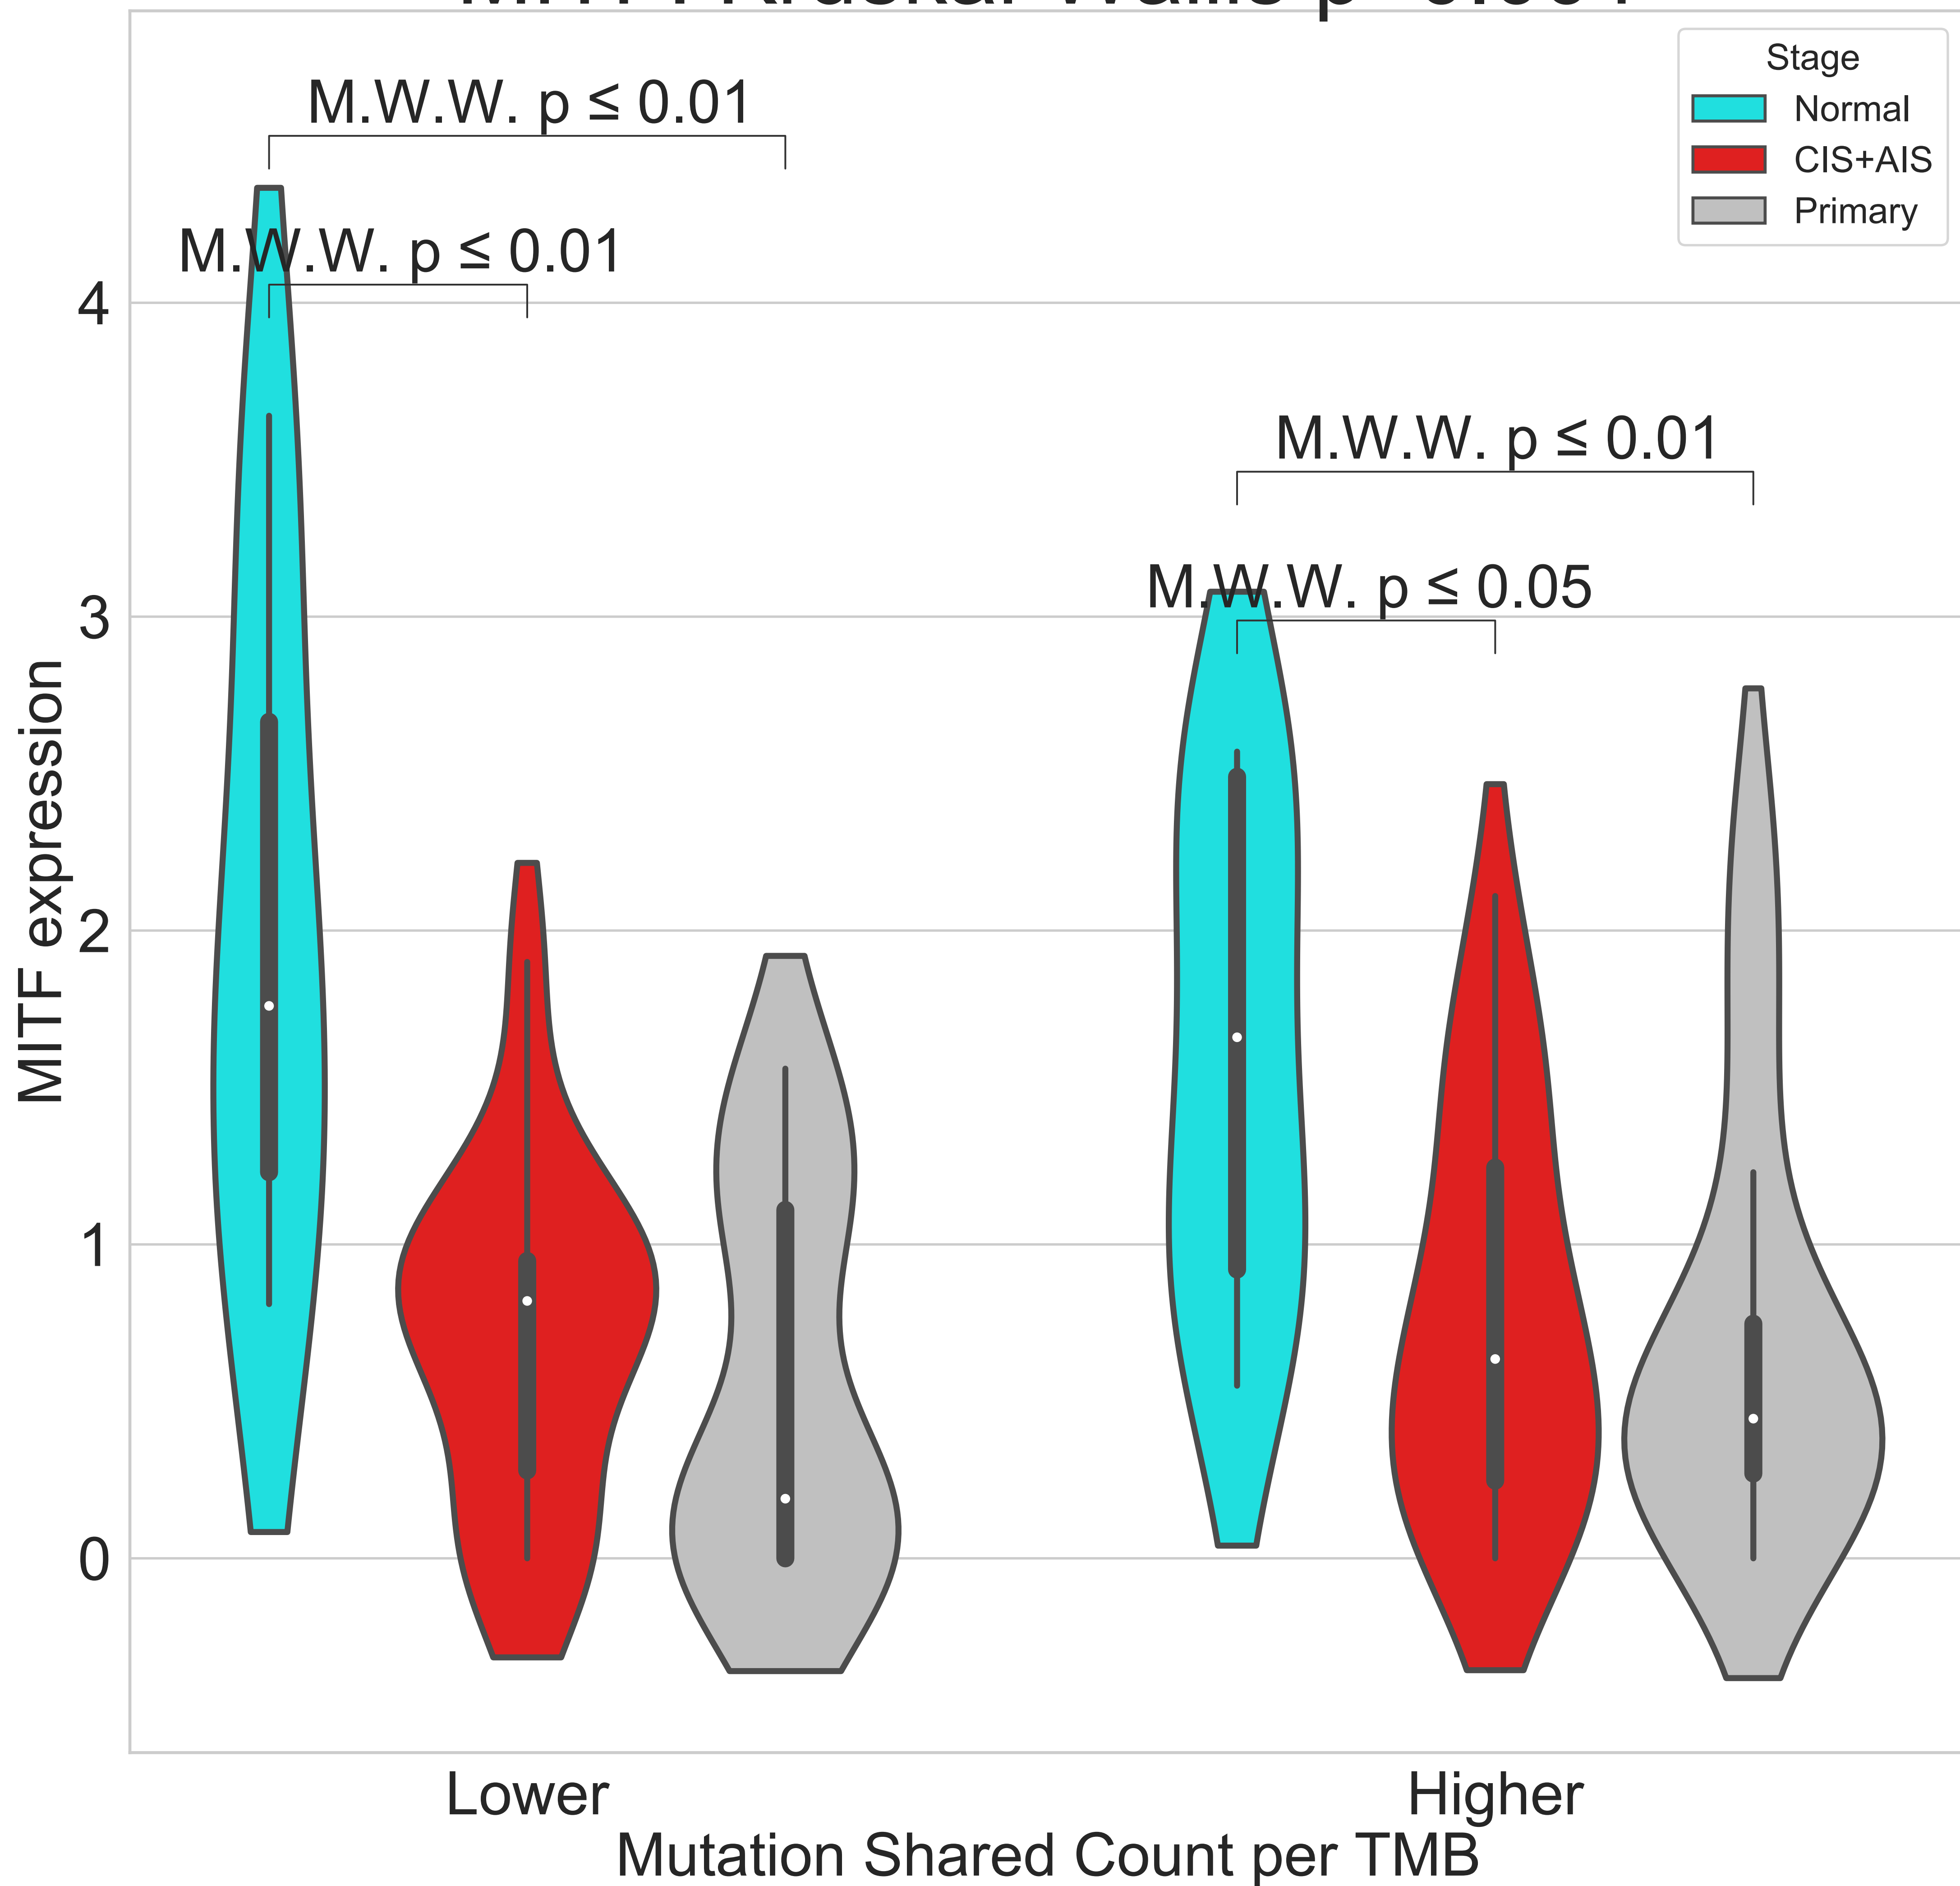 Stage
Normal
CIS+AIS
Primary
M.W.W. p ≤ 0.01
M.W.W. p ≤ 0.01
M.W.W. p ≤ 0.01
M.W.W. p ≤ 0.05
4
3
2
1
0
MITF expression
Lower
Higher
Mutation Shared Count per TMB